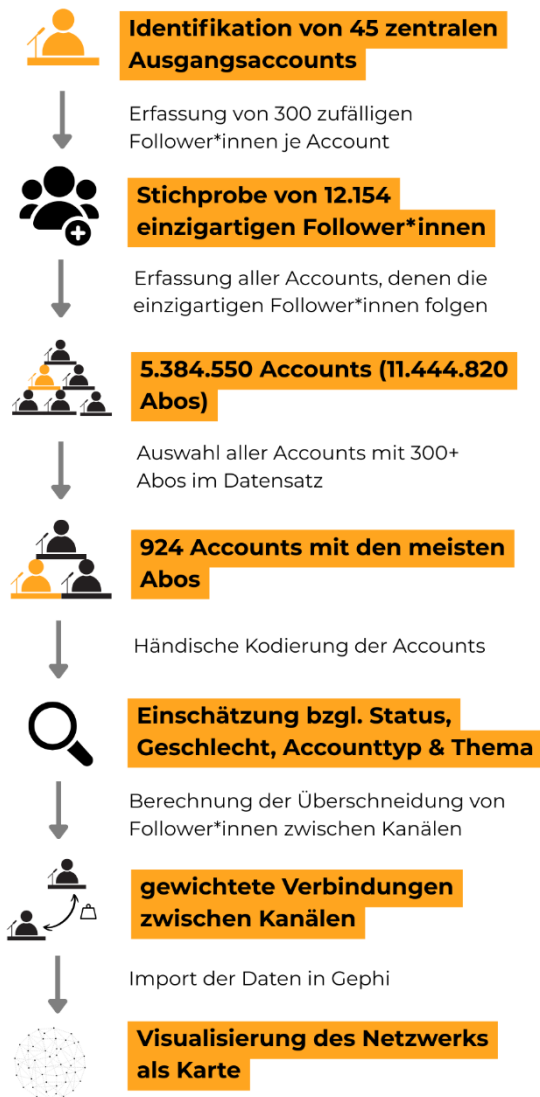 Identifikation von 45 zentralen
Ausgangsaccounts
Erfassung von 300 zufälligen
Follower*innen je Account
Stichprobe von 12.154
einzigartigen Follower*innen
Erfassung aller Accounts, denen die
einzigartigen Follower*innen folgen
5.384.550 Accounts (11.444.820
Abos)
Auswahl aller Accounts mit 300+
Abos im Datensatz
924 Accounts mit den meisten
Abos
Händische Kodierung der Accounts
Einschätzung bzgl. Status,
Geschlecht, Accounttyp & Thema
Berechnung der Überschneidung von
Follower*innen zwischen Kanälen
gewichtete Verbindungen
zwischen Kanälen
Import der Daten in Gephi
Visualisierung des Netzwerks
als Karte